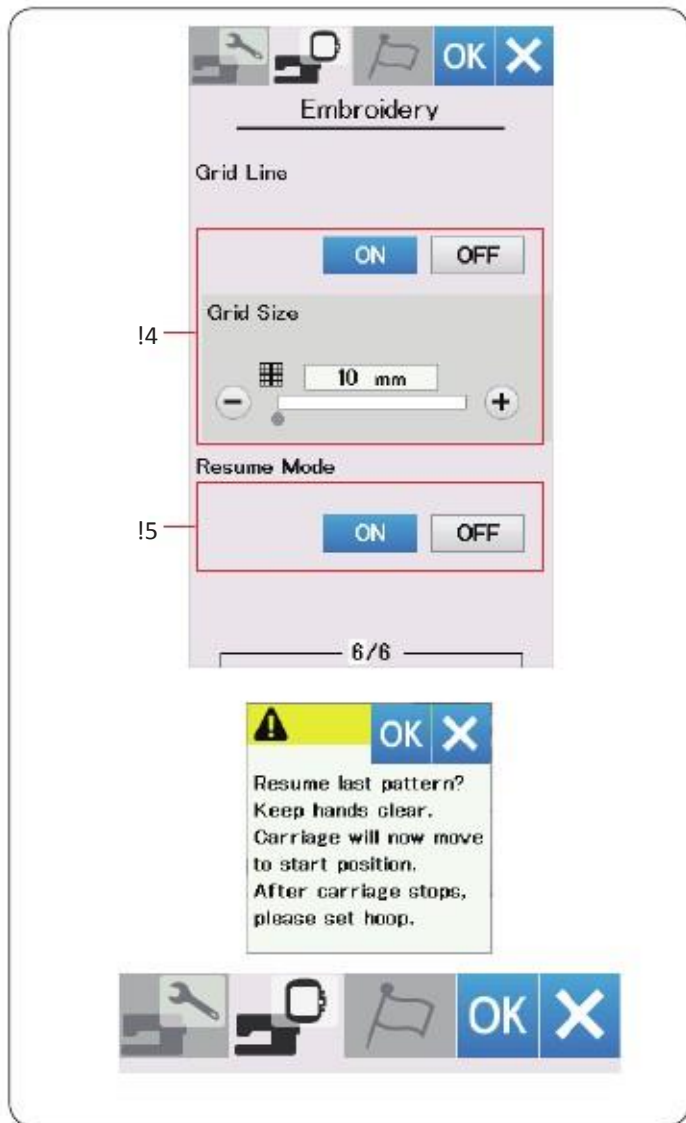 OK X
Embroidery
Grid Line
ON OFF
!4
Grid Size
10 mm
− +
Resume Mode
!5
ON OFF
6/6
OK X
Resume last pattern?
Keep hands clear.
Carriage will now move
to start position.
After carriage stops,
please set hoop.
OK X